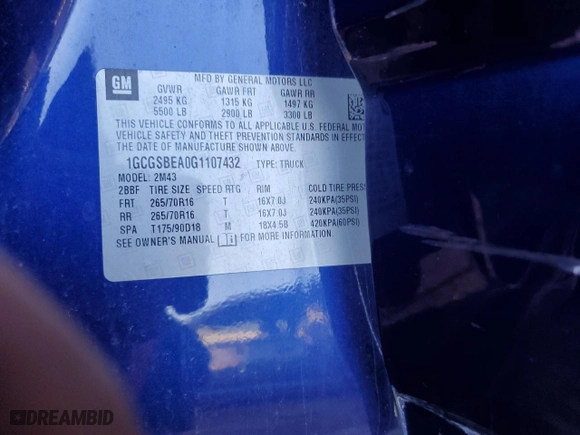 GM
MFD BY GENERAL MOTORS LLC
GVWR GAWR FRT GAWR RR
2495 KG 1315 KG 1497 KG
5500 LB 2900 LB 3300 LB
THIS VEHICLE CONFORMS TO ALL APPLICABLE U.S. FEDERAL MOTOR
VEHICLE SAFETY AND THEFT PREVENTION STANDARDS IN EFFECT
ON THE DATE OF MANUFACTURE SHOWN ABOVE.
1GCGSBEA0G1107432 TYPE: TRUCK
MODEL: 2M43
2BBF TIRE SIZE SPEED RTG RIM COLD TIRE
FRT 265/70R16 T 16X7.0J 240KPA(35PSI)
RR 265/70R16 T 16X7.0J 240KPA(35PSI)
SPA T175/90D18 M 18X4.5B 420KPA(60PSI)
SEE OWNER'S MANUAL FOR MORE INFORMATION.
DREAMBID